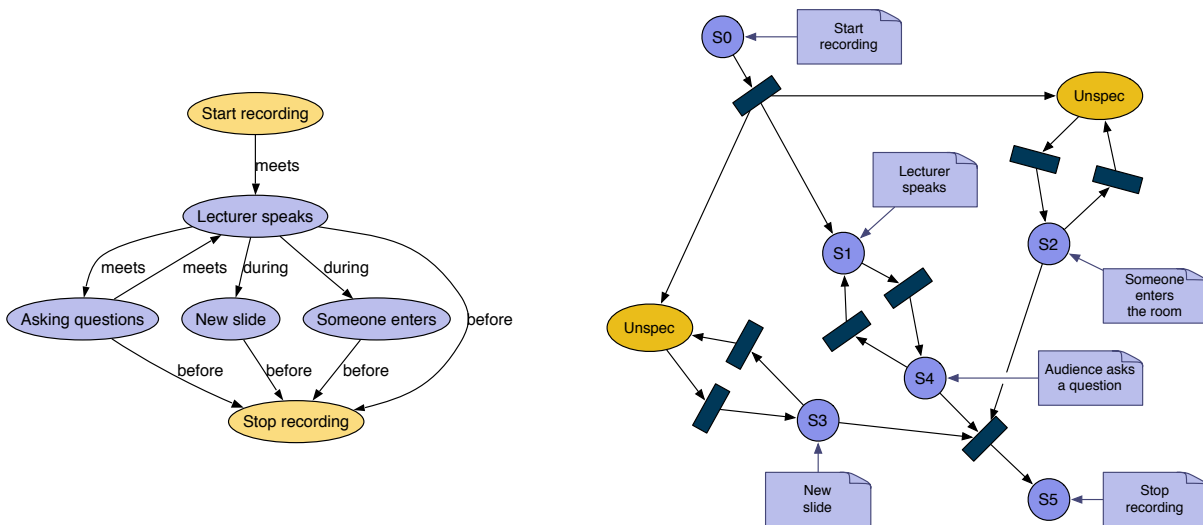 Start recording
meets
Lecturer speaks
meets
meets
during
during
before
Asking questions
New slide
Someone enters
before
before
before
Stop recording
S0
Start
recording
Unspec
Lecturer
speaks
S1
S2
Someone
enters
the room
Unspec
S4
Audience asks
a question
S3
New
slide
S5
Stop
recording